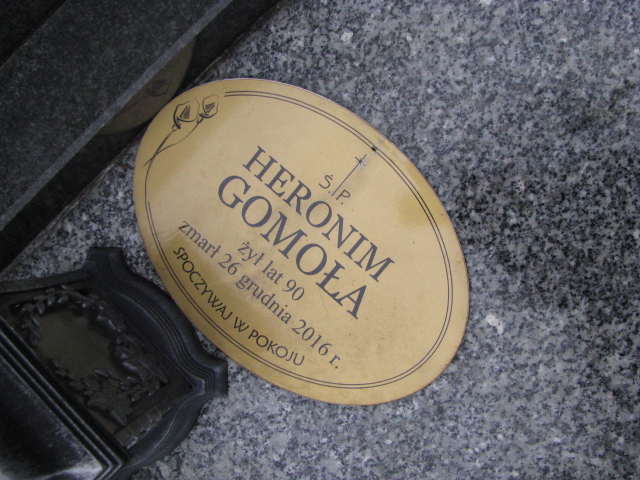 Ś.P.
HERONIM
GOMOŁA
żył lat 90
zmarł 26 grudnia 2016 r.
SPOCZYWAJ W POKOJU